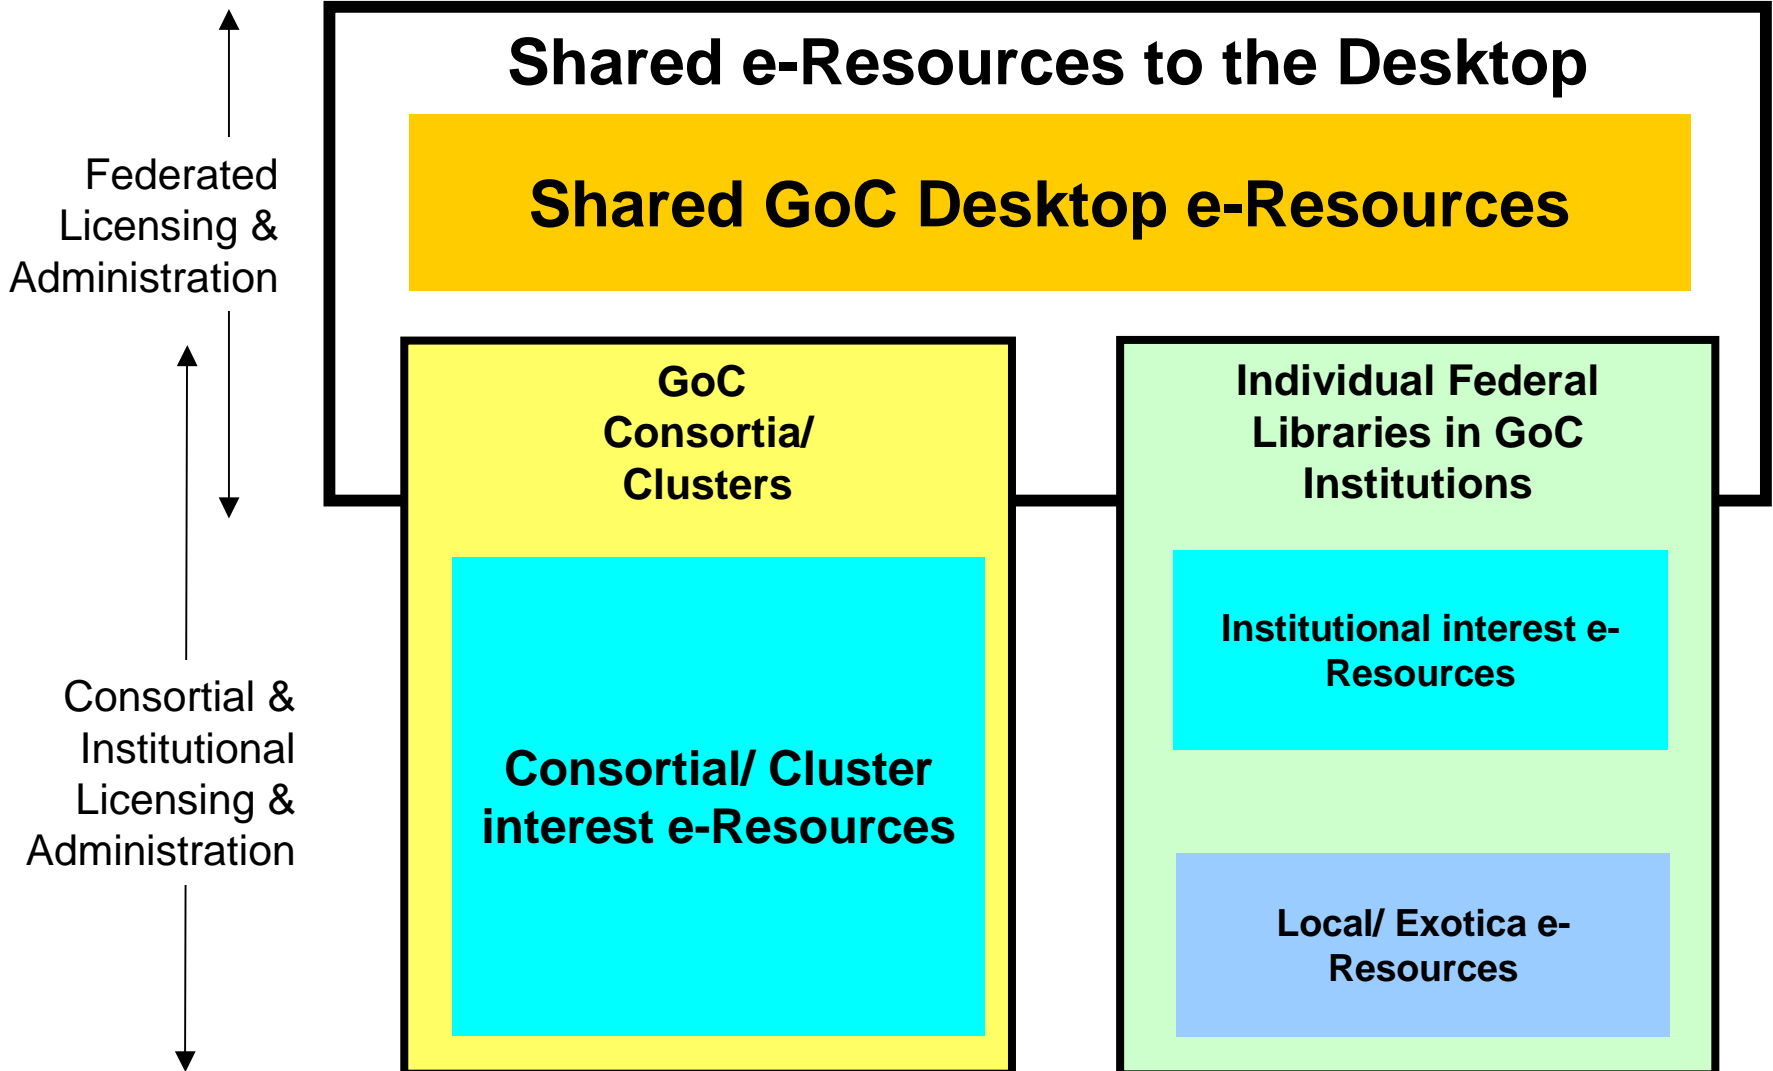 Shared e-Resources to the Desktop
Shared GoC Desktop e-Resources
Federated
Licensing &
Administration
GoC
Consortia/
Clusters
Individual Federal
Libraries in GoC
Institutions
Consortial &
Institutional
Licensing &
Administration
Consortial/ Cluster
interest e-Resources
Institutional interest e-
Resources
Local/ Exotica e-
Resources